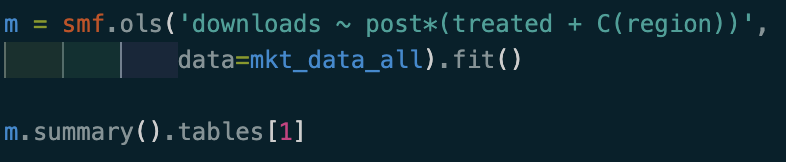 m = smf.ols('downloads ~ post*(treated + C(region))',
data=mkt_data_all).fit()
m.summary().tables[1]